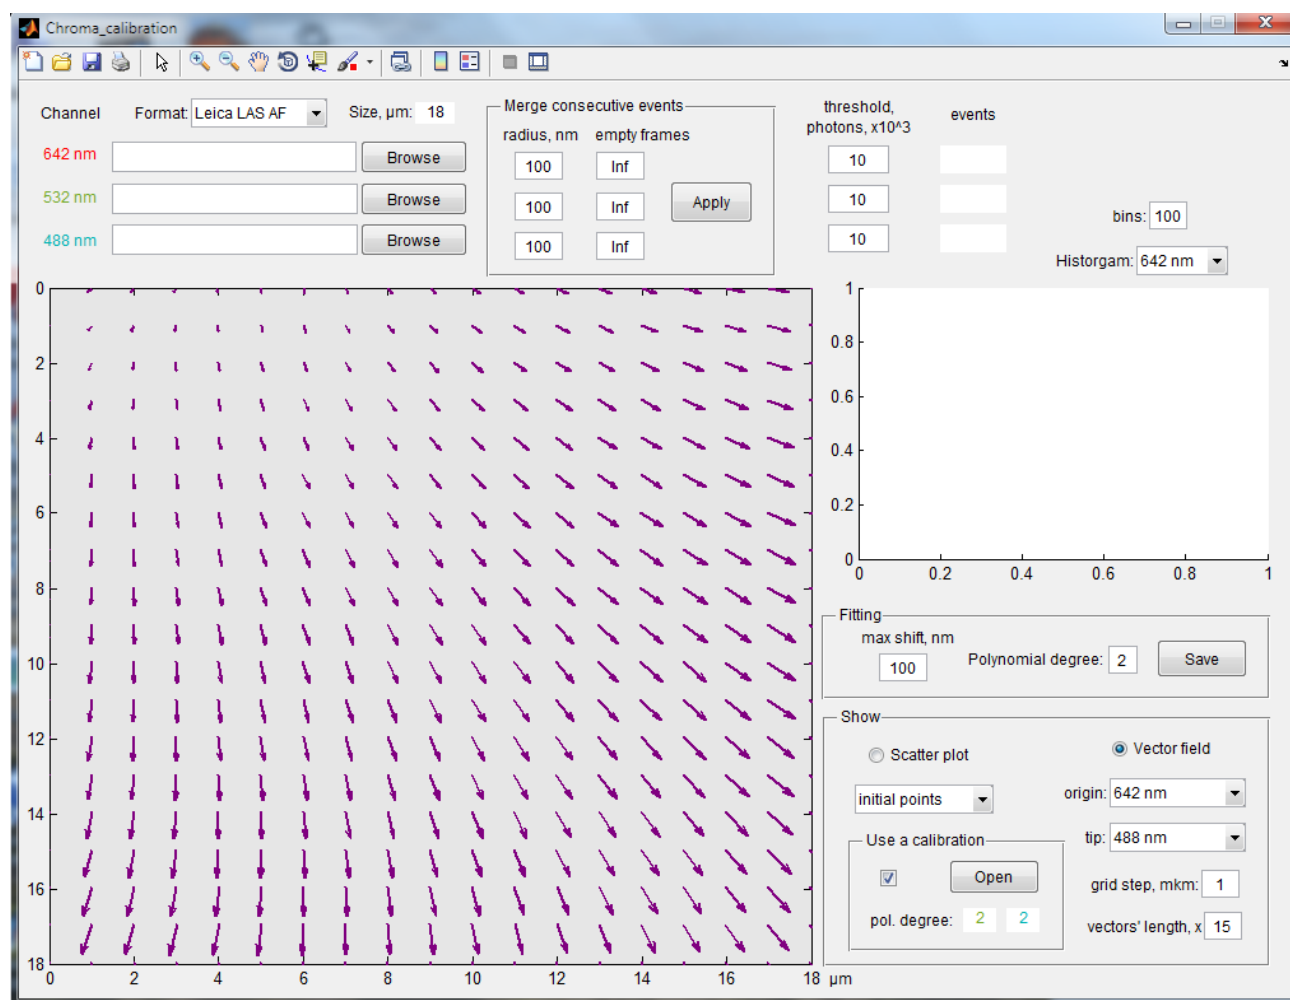 Chroma_calibration
Channel Format: Leica LAS AF Size, µm: 18
642 nm Browse
532 nm Browse
488 nm Browse
Merge consecutive events
radius, nm empty frames
100 Inf
100 Inf Apply
100 Inf
threshold, photons, x10^3 events
10
10
10
bins: 100
Historgam: 642 nm
0
2
4
6
8
10
12
14
16
18
0 2 4 6 8 10 12 14 16 18 µm
1
0.8
0.6
0.4
0.2
0
0 0.2 0.4 0.6 0.8 1
Fitting
max shift, nm
100 Polynomial degree: 2 Save
Show
Scatter plot Vector field
initial points origin: 642 nm
Use a calibration tip: 488 nm
Open grid step, mkm: 1
pol. degree: 2 2 vectors' length, x 15